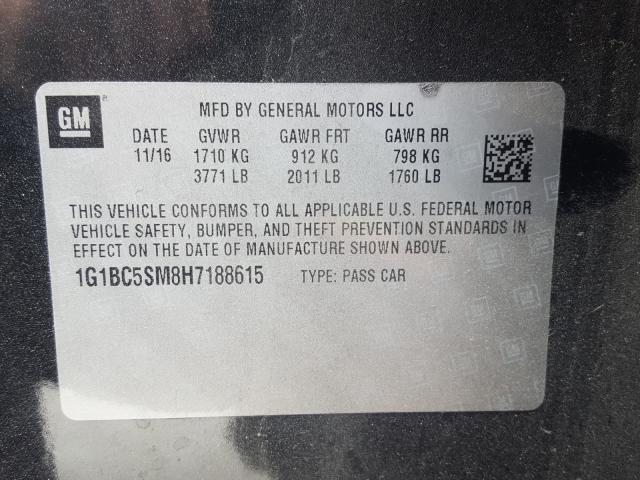 GM
MFD BY GENERAL MOTORS LLC
DATE GVWR GAWR FRT GAWR RR
11/16 1710 KG 912 KG 798 KG
3771 LB 2011 LB 1760 LB
THIS VEHICLE CONFORMS TO ALL APPLICABLE U.S. FEDERAL MOTOR
VEHICLE SAFETY, BUMPER, AND THEFT PREVENTION STANDARDS IN
EFFECT ON THE DATE OF MANUFACTURE SHOWN ABOVE.
1G1BC5SM8H7188615 TYPE: PASS CAR